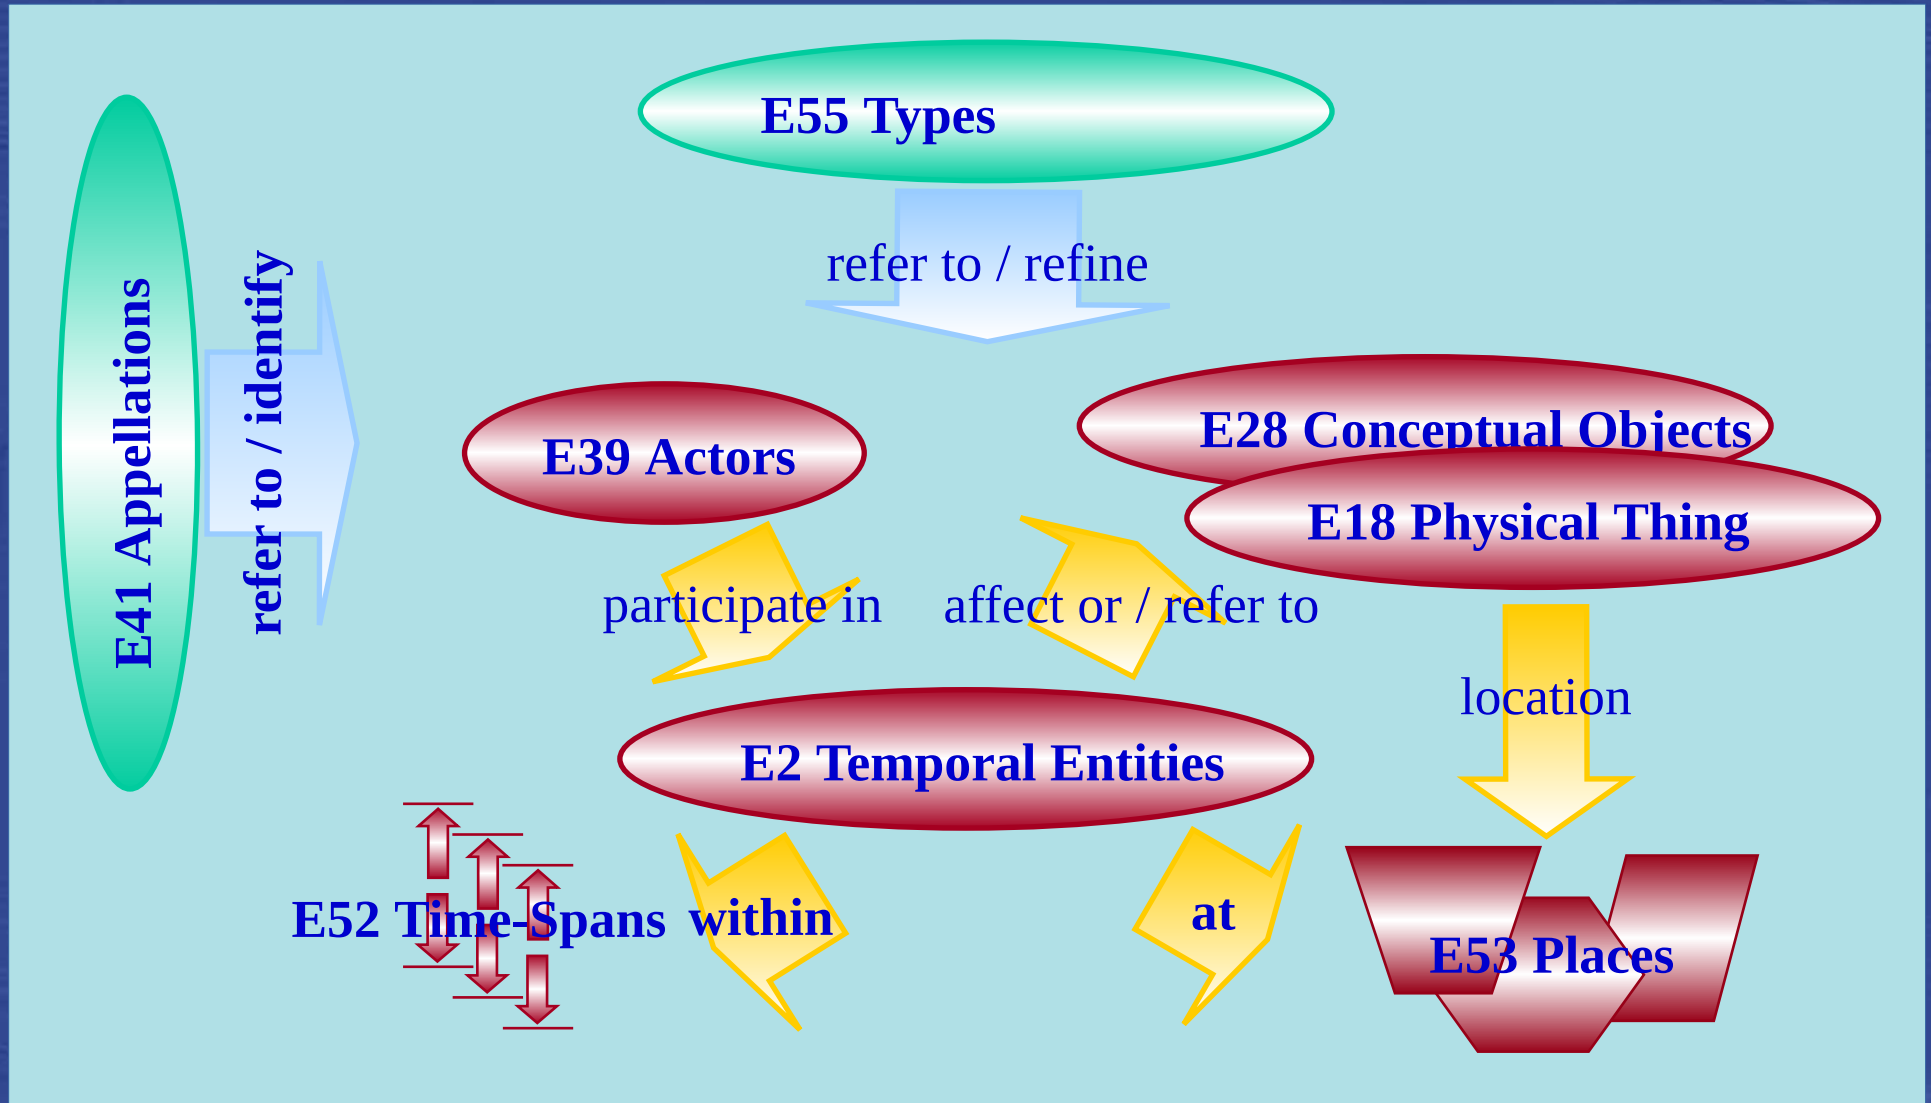 E55 Types
refer to / refine
E41 Appellations
refer to / identify
E39 Actors
E28 Conceptual Objects
E18 Physical Thing
participate in
affect or / refer to
location
E2 Temporal Entities
E52 Time-Spans
within
at
E53 Places